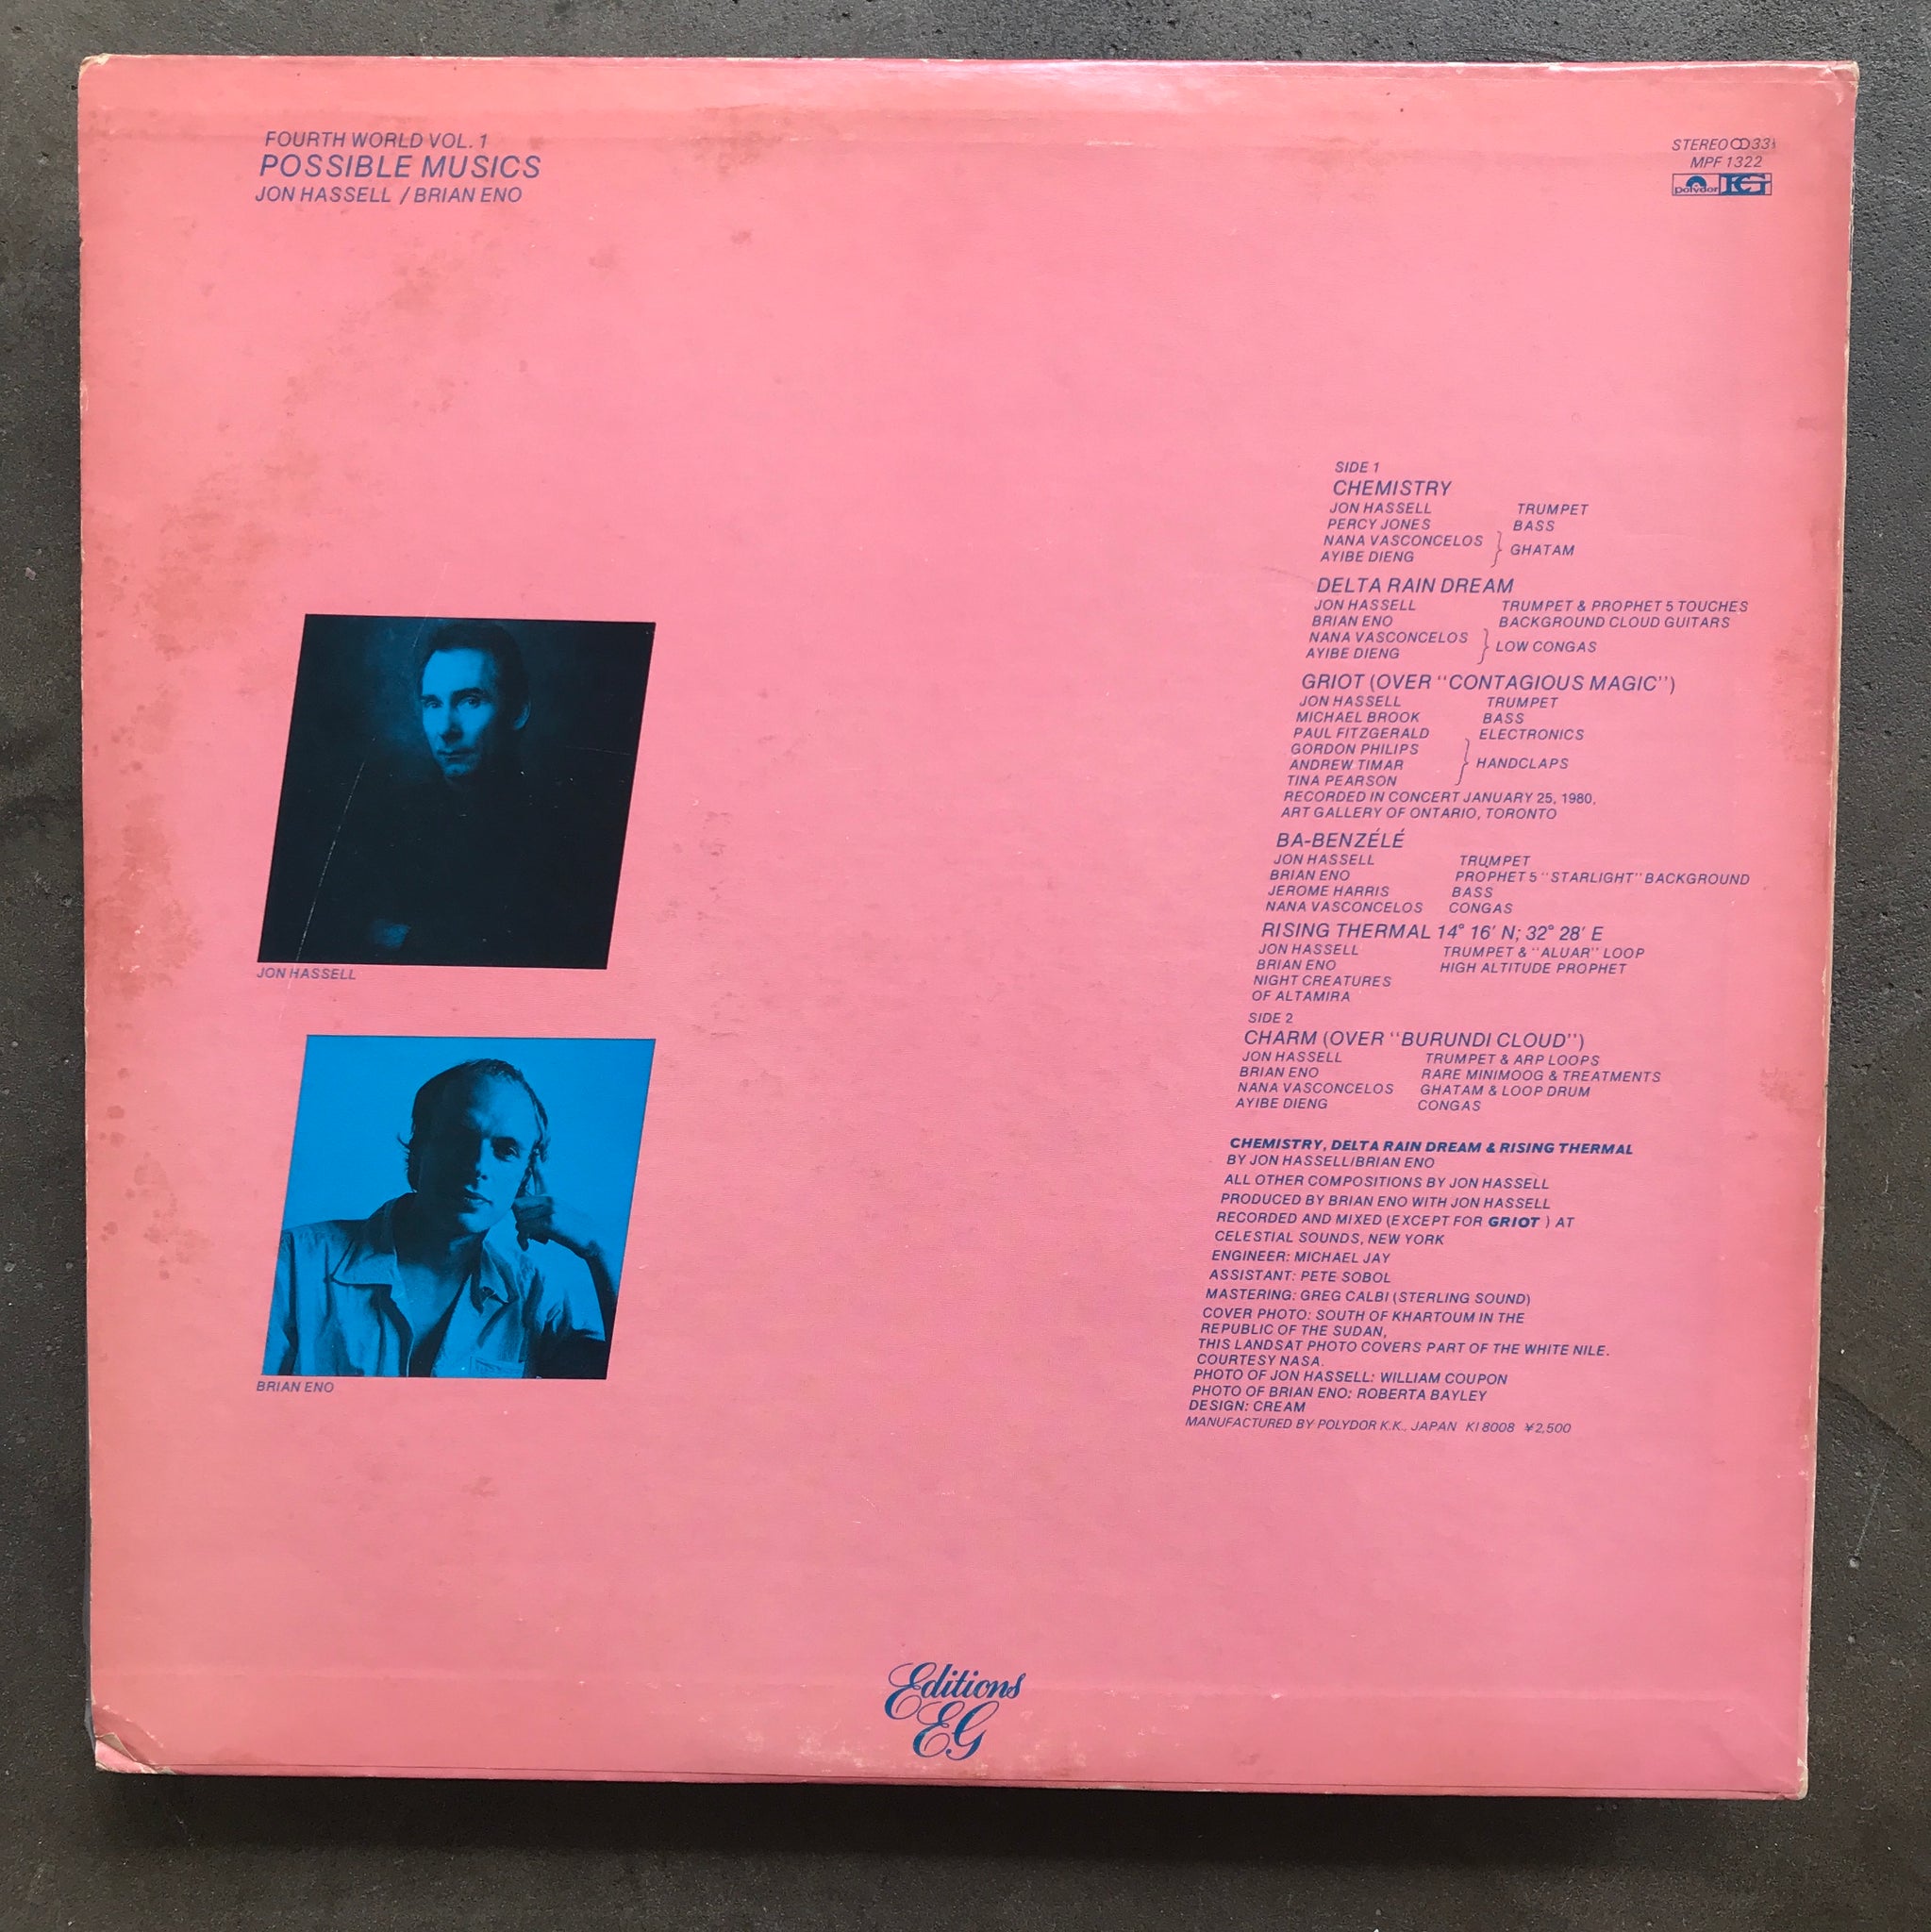 FOURTH WORLD VOL. 1
POSSIBLE MUSICS
JON HASSELL / BRIAN ENO
STEREO 33⅓
MPF 1322
polydor EG
SIDE 1
CHEMISTRY
JON HASSELL TRUMPET
PERCY JONES BASS
NANA VASCONCELOS
AYIBE DIENG } GHATAM
DELTA RAIN DREAM
JON HASSELL TRUMPET & PROPHET 5 TOUCHES
BRIAN ENO BACKGROUND CLOUD GUITARS
NANA VASCONCELOS
AYIBE DIENG } LOW CONGAS
GRIOT (OVER "CONTAGIOUS MAGIC")
JON HASSELL TRUMPET
MICHAEL BROOK BASS
PAUL FITZGERALD ELECTRONICS
GORDON PHILIPS
ANDREW TIMAR } HANDCLAPS
TINA PEARSON
RECORDED IN CONCERT JANUARY 25, 1980,
ART GALLERY OF ONTARIO, TORONTO
BA-BENZÉLÉ
JON HASSELL TRUMPET
BRIAN ENO PROPHET 5 "STARLIGHT" BACKGROUND
JEROME HARRIS BASS
NANA VASCONCELOS CONGAS
RISING THERMAL 14° 16' N; 32° 28' E
JON HASSELL TRUMPET & "ALUAR" LOOP
BRIAN ENO HIGH ALTITUDE PROPHET
NIGHT CREATURES
OF ALTAMIRA
SIDE 2
CHARM (OVER "BURUNDI CLOUD")
JON HASSELL TRUMPET & ARP LOOPS
BRIAN ENO RARE MINIMOOG & TREATMENTS
NANA VASCONCELOS GHATAM & LOOP DRUM
AYIBE DIENG CONGAS
CHEMISTRY, DELTA RAIN DREAM & RISING THERMAL
BY JON HASSELL/BRIAN ENO
ALL OTHER COMPOSITIONS BY JON HASSELL
PRODUCED BY BRIAN ENO WITH JON HASSELL
RECORDED AND MIXED (EXCEPT FOR GRIOT ) AT
CELESTIAL SOUNDS, NEW YORK
ENGINEER: MICHAEL JAY
ASSISTANT: PETE SOBOL
MASTERING: GREG CALBI (STERLING SOUND)
COVER PHOTO: SOUTH OF KHARTOUM IN THE
REPUBLIC OF THE SUDAN,
THIS LANDSAT PHOTO COVERS PART OF THE WHITE NILE.
COURTESY NASA.
PHOTO OF JON HASSELL: WILLIAM COUPON
PHOTO OF BRIAN ENO: ROBERTA BAYLEY
DESIGN: CREAM
MANUFACTURED BY POLYDOR K.K., JAPAN KI 8008 ¥2,500
JON HASSELL
BRIAN ENO
Editions
EG